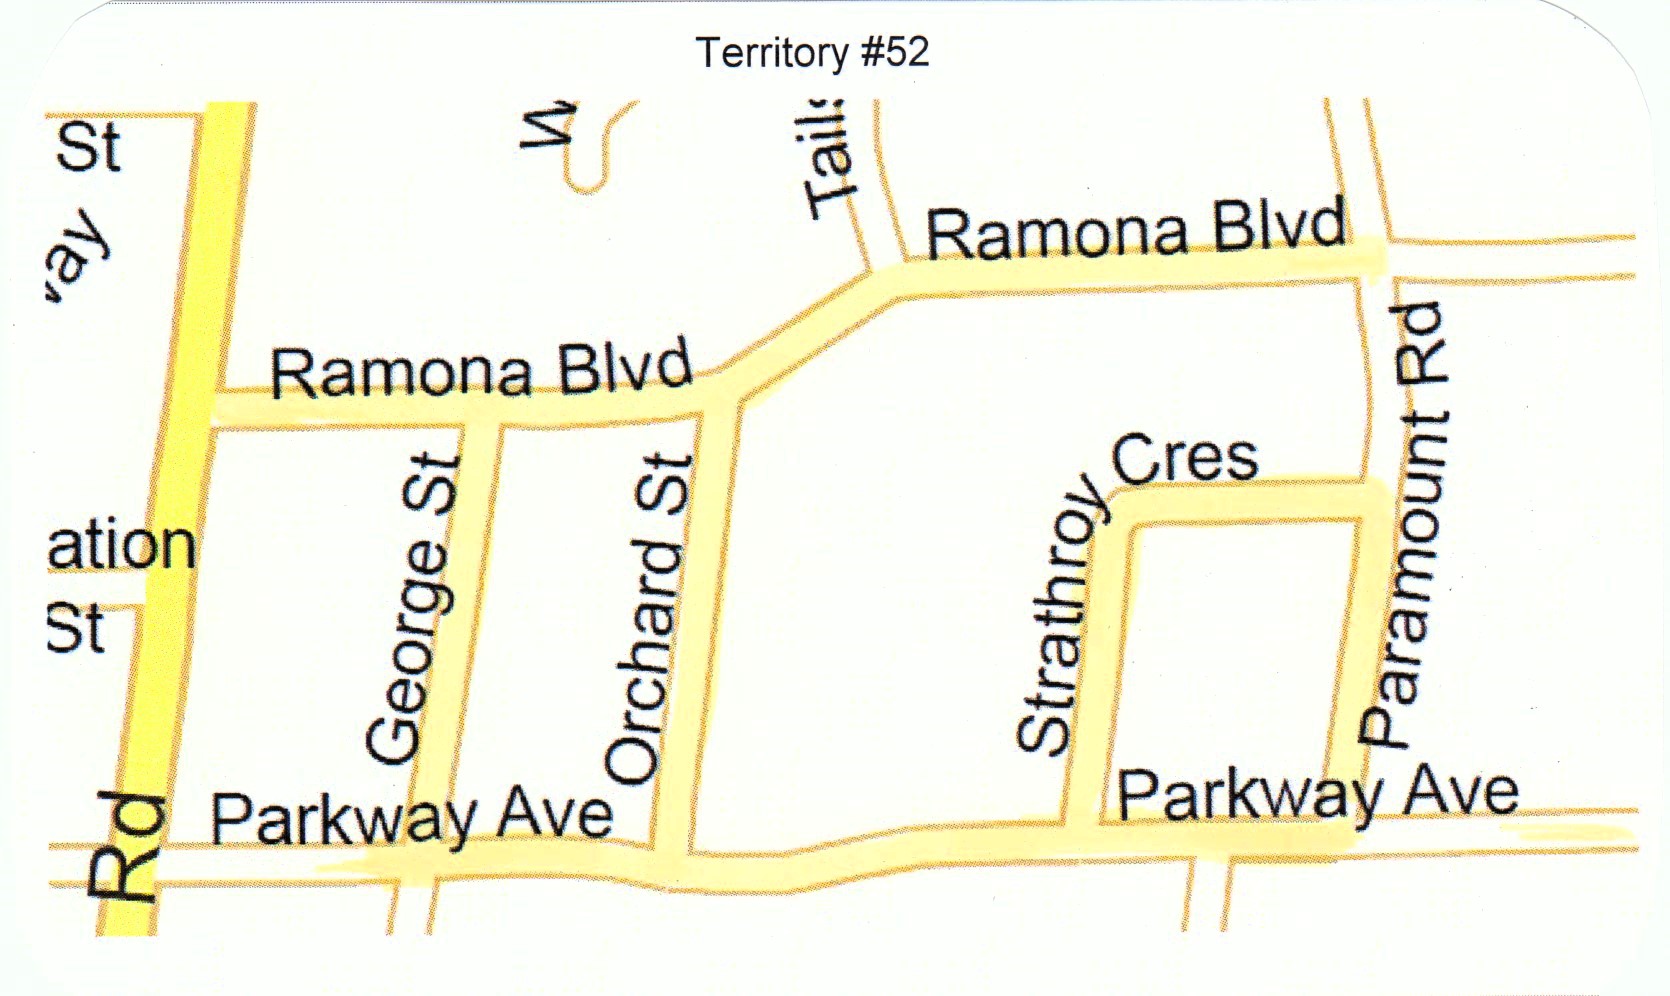 Territory #52
St
Ramona Blvd
Ramona Blvd
ation
St
George St
Orchard St
Strathroy Cres
Paramount Rd
Rd
Parkway Ave
Parkway Ave